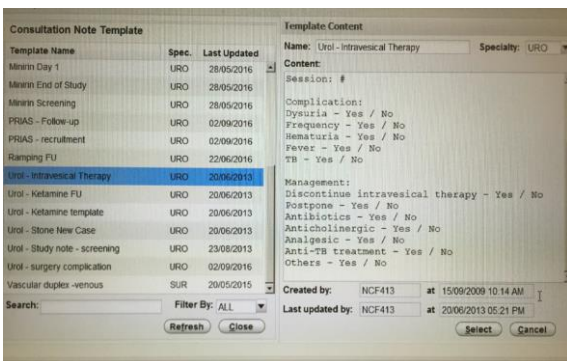 Consultation Note Template
Template Name Spec. Last Updated
Minirin Day 1 URO 28/05/2016
Minirin End of Study URO 28/05/2016
Minirin Screening URO 28/05/2016
PRIAS - Follow-up URO 02/09/2016
PRIAS - recruitment URO 02/09/2016
Ramping FU URO 22/06/2016
Urol - Intravesical Therapy URO 20/06/2013
Urol - Ketamine FU URO 20/06/2013
Urol - Ketamine template URO 20/06/2013
Urol - Stone New Case URO 20/06/2013
Urol - Study note - screening URO 23/08/2013
Urol - surgery complication URO 02/09/2016
Vascular duplex -venous SUR 20/05/2015
Search: Filter By: ALL
Refresh Close
Template Content
Name: Urol - Intravesical Therapy Specialty: URO
Content:
Session: #
Complication:
Dysuria - Yes / No
Frequency - Yes / No
Hematuria - Yes / No
Fever - Yes / No
TB - Yes / No
Management:
Discontinue intravesical therapy - Yes / No
Postpone - Yes / No
Antibiotics - Yes / No
Anticholinergic - Yes / No
Analgesic - Yes / No
Anti-TB treatment - Yes / No
Others - Yes / No
Created by: NCF413 at 15/09/2009 10:14 AM
Last updated by: NCF413 at 20/06/2013 05:21 PM
Select Cancel